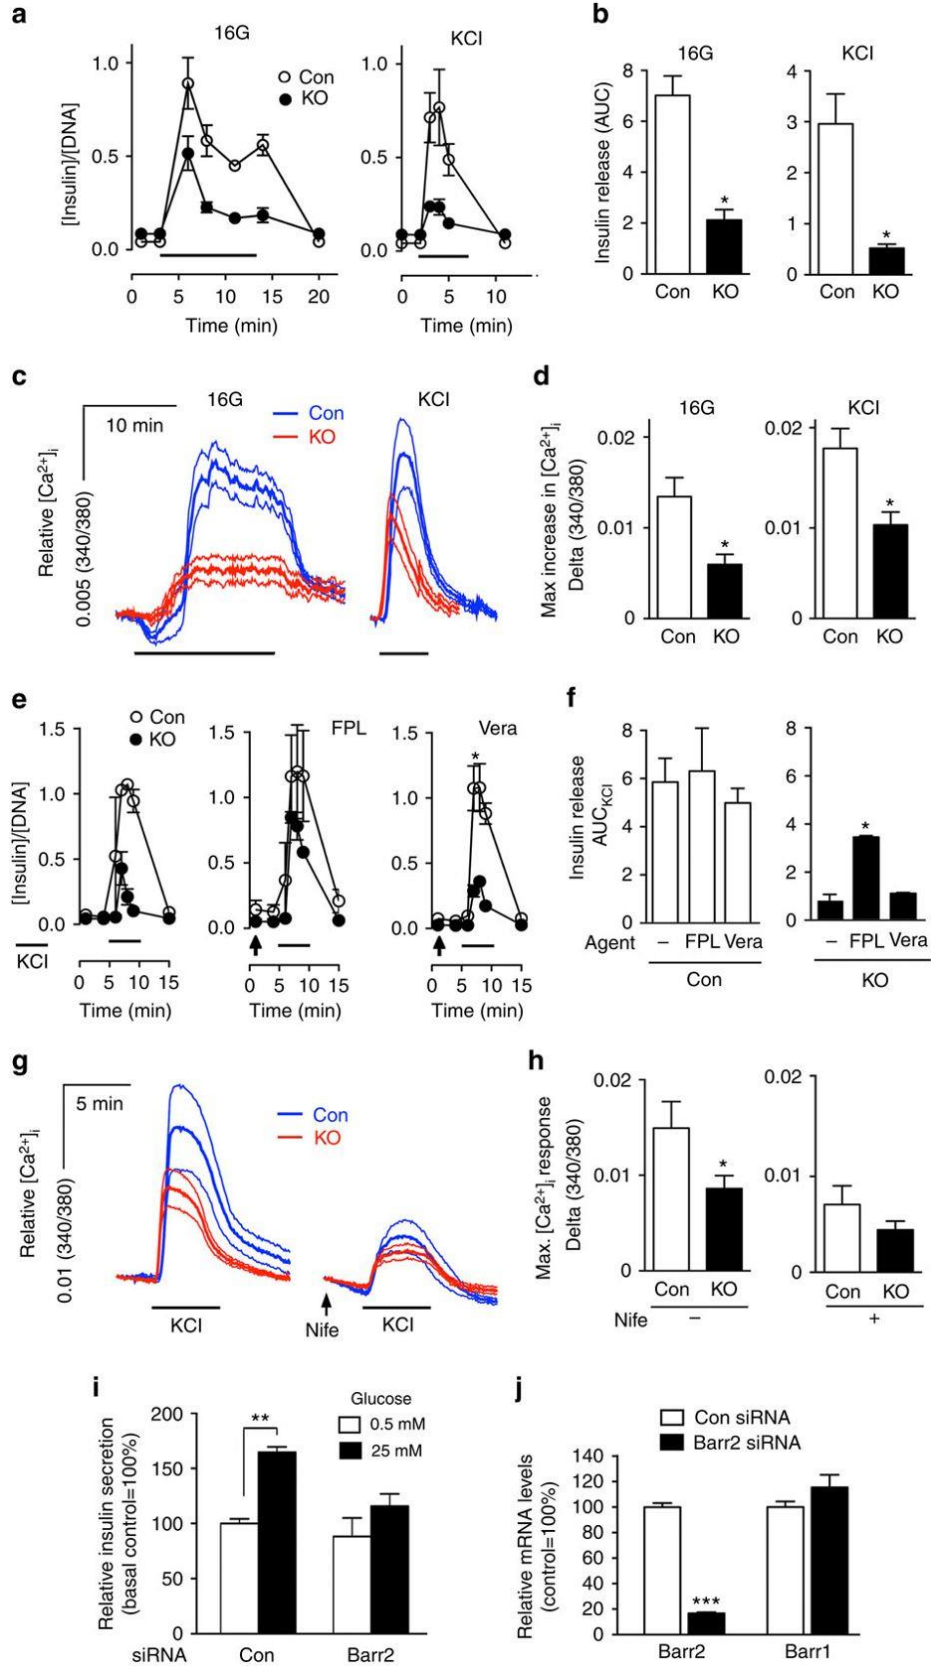 a
16G
KCl
1.0
0.5
0.0
Con
KO
[Insulin]/[DNA]
1.0
0.5
0.0
0 5 10 15 20
Time (min)
0 5 10
Time (min)
b
16G
KCl
Insulin release (AUC)
8
6
4
2
0
*
Con KO
4
3
2
1
0
*
Con KO
c
16G
KCl
10 min
Con
KO
Relative [Ca²⁺]ᵢ
0.005 (340/380)
d
16G
KCl
Max increase in [Ca²⁺]ᵢ
Delta (340/380)
0.02
0.01
0
*
Con KO
0.02
0.01
0
*
Con KO
e
Con
KO
FPL
Vera
[Insulin]/[DNA]
1.5
1.0
0.5
0.0
1.5
1.0
0.5
0.0
1.5
1.0
0.5
0.0
*
KCl
0 5 10 15
Time (min)
0 5 10 15
Time (min)
0 5 10 15
Time (min)
f
Insulin release
AUC_KCl
8
6
4
2
0
8
6
4
2
0
*
Agent – FPL Vera
– FPL Vera
Con
KO
g
5 min
Con
KO
Relative [Ca²⁺]ᵢ
0.01 (340/380)
KCl
Nife
KCl
h
Max. [Ca²⁺]ᵢ response
Delta (340/380)
0.02
0.01
0
*
Con KO
0.02
0.01
0
Con KO
Nife – +
i
Glucose
0.5 mM
25 mM
Relative insulin secretion
(basal control=100%)
200
150
100
50
0
**
siRNA Con Barr2
j
Con siRNA
Barr2 siRNA
Relative mRNA levels
(control=100%)
140
120
100
80
60
40
20
0
***
Barr2 Barr1